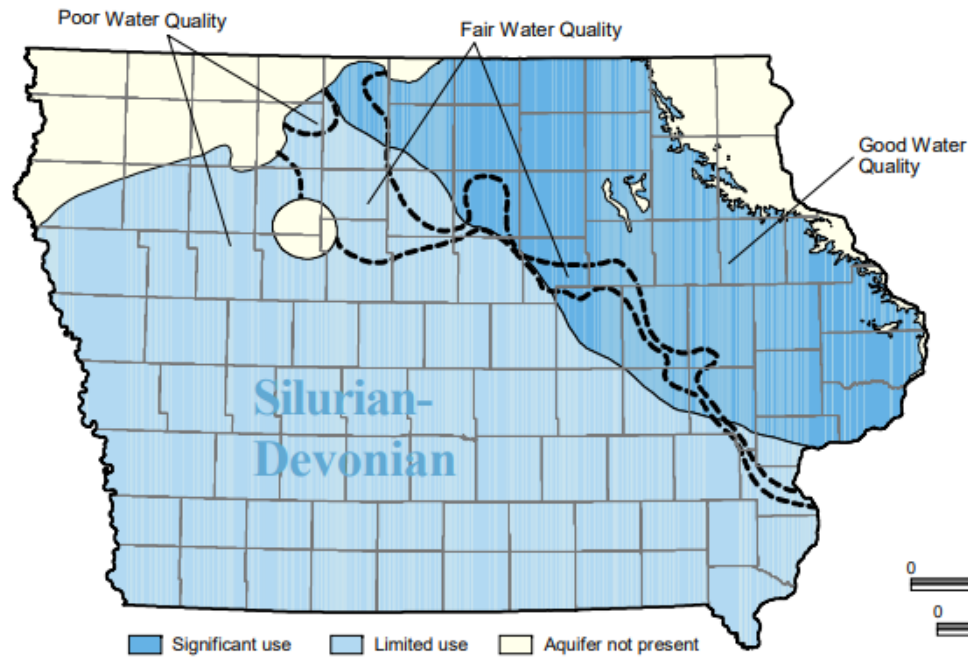 Poor Water Quality
Fair Water Quality
Good Water
Quality
Silurian-
Devonian
0
0
Significant use
Limited use
Aquifer not present